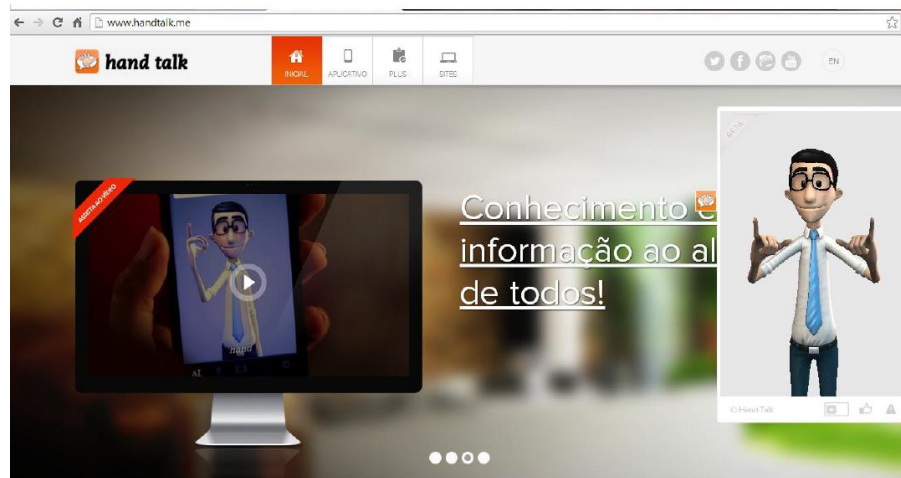 www.handtalk.me
hand talk
INICIAL
APLICATIVO
PLUS
SITES
EN
BETA
ASSISTA AO VÍDEO
Conhecimento e
informação ao al
de todos!
hand
© Hand Talk